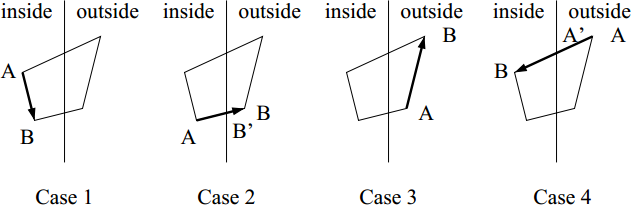 inside outside inside outside inside outside inside outside
B A' A
A B
A B
B B' A
A
Case 1 Case 2 Case 3 Case 4